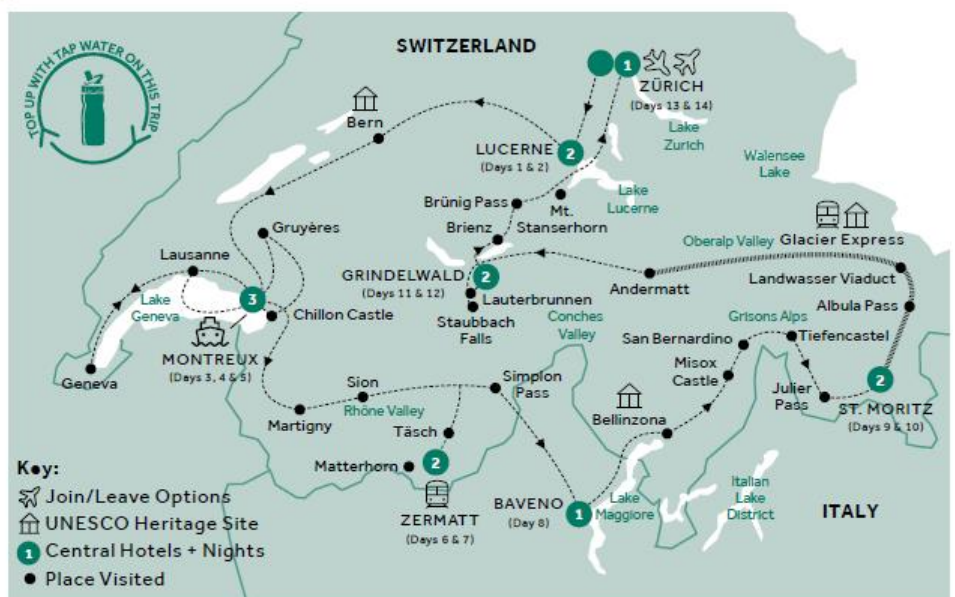 TOP UP WITH TAP WATER ON THIS TRIP
SWITZERLAND
1
ZÜRICH
(Days 13 & 14)
Bern
LUCERNE
(Days 1 & 2)
2
Lake
Zurich
Walensee
Lake
Lake
Lucerne
Brünig Pass
Mt.
Stanserhorn
Brienz
Gruyères
Lausanne
Oberalp Valley
Glacier Express
GRINDELWALD
(Days 11 & 12)
2
Landwasser Viaduct
Andermatt
Lake
Geneva
3
Chillon Castle
Lauterbrunnen
Staubbach
Falls
Conches
Valley
Albula Pass
Grisons Alps
MONTREUX
(Days 3, 4 & 5)
San Bernardino
Tiefencastel
Geneva
Misox
Castle
Simplon
Pass
Sion
Rhône Valley
Martigny
Julier
Pass
2
ST. MORITZ
(Days 9 & 10)
Bellinzona
Täsch
Matterhorn
2
ZERMATT
(Days 6 & 7)
BAVENO
(Day 8)
1
Lake
Maggiore
Italian
Lake
District
ITALY
Key:
Join/Leave Options
UNESCO Heritage Site
1 Central Hotels + Nights
Place Visited